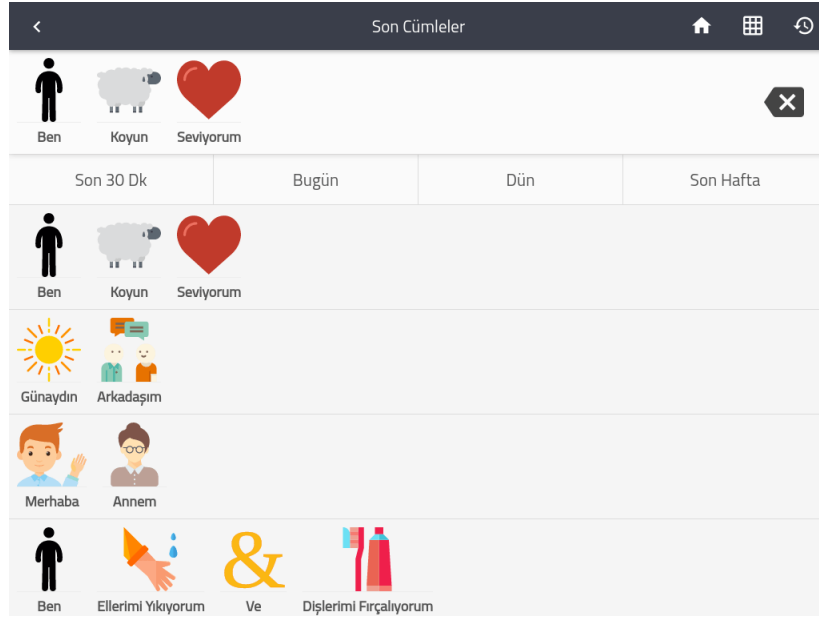 Son Cümleler
Ben Koyun Seviyorum
Son 30 Dk Bugün Dün Son Hafta
Ben Koyun Seviyorum
Günaydın Arkadaşım
Merhaba Annem
&
Ben Ellerimi Yıkıyorum Ve Dişlerimi Fırçalıyorum